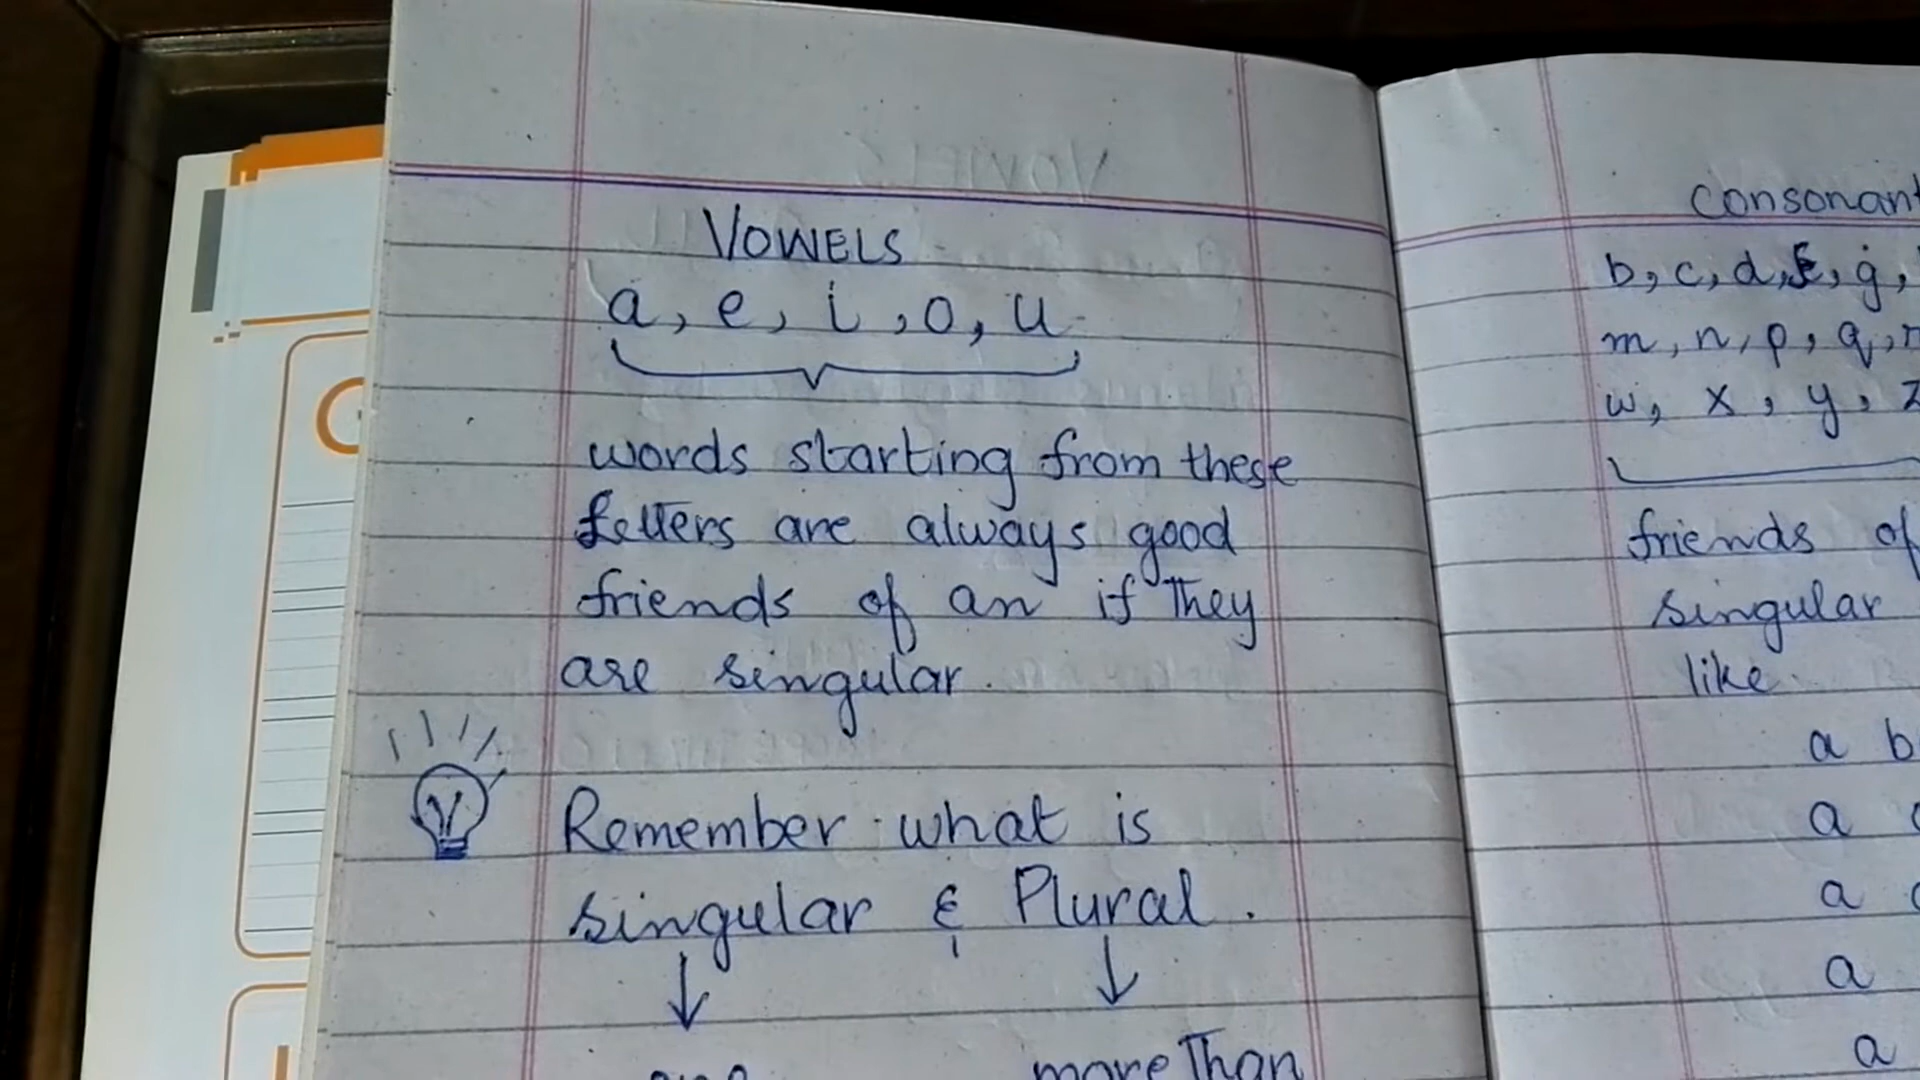 VOWELS
a, e, i, o, u
words starting from these
letters are always good
friends of an if they
are singular.
Remember what is
singular & Plural.
more than
consonant
b, c, d, f, g,
m, n, p, q, r
w, x, y, z
friends of
singular
like
a b
a
a
a
a